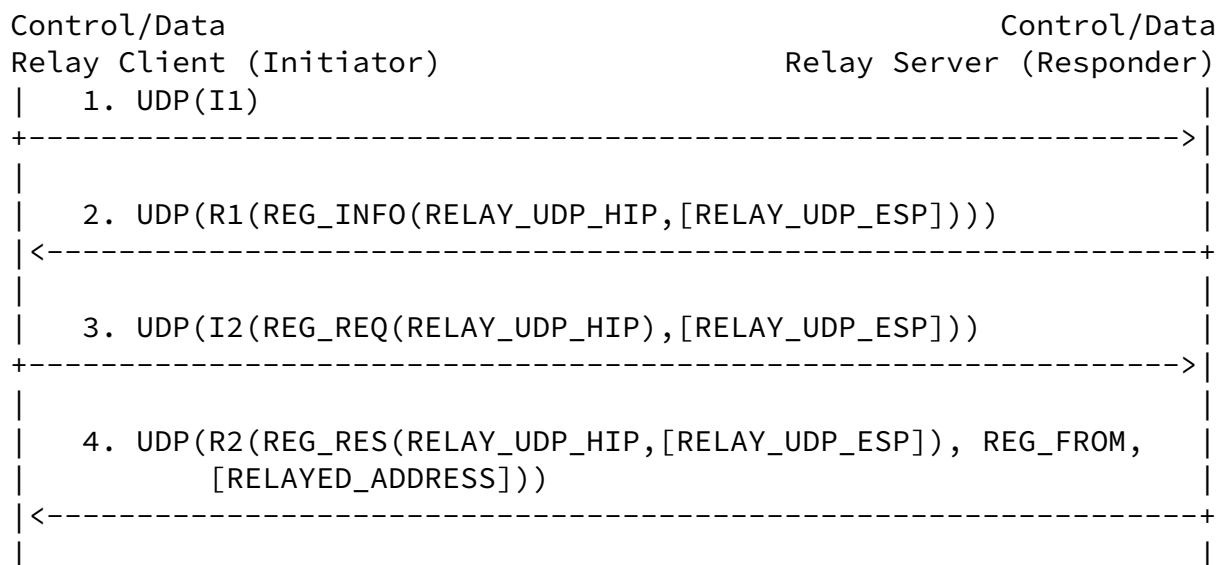 Control/Data Control/Data
Relay Client (Initiator) Relay Server (Responder)
| 1. UDP(I1) |
+---------------------------------------------------------------->|
| |
| 2. UDP(R1(REG_INFO(RELAY_UDP_HIP,[RELAY_UDP_ESP]))) |
|<----------------------------------------------------------------+
| |
| 3. UDP(I2(REG_REQ(RELAY_UDP_HIP),[RELAY_UDP_ESP])) |
+---------------------------------------------------------------->|
| |
| 4. UDP(R2(REG_RES(RELAY_UDP_HIP,[RELAY_UDP_ESP]), REG_FROM, |
| [RELAYED_ADDRESS])) |
|<----------------------------------------------------------------+
| |